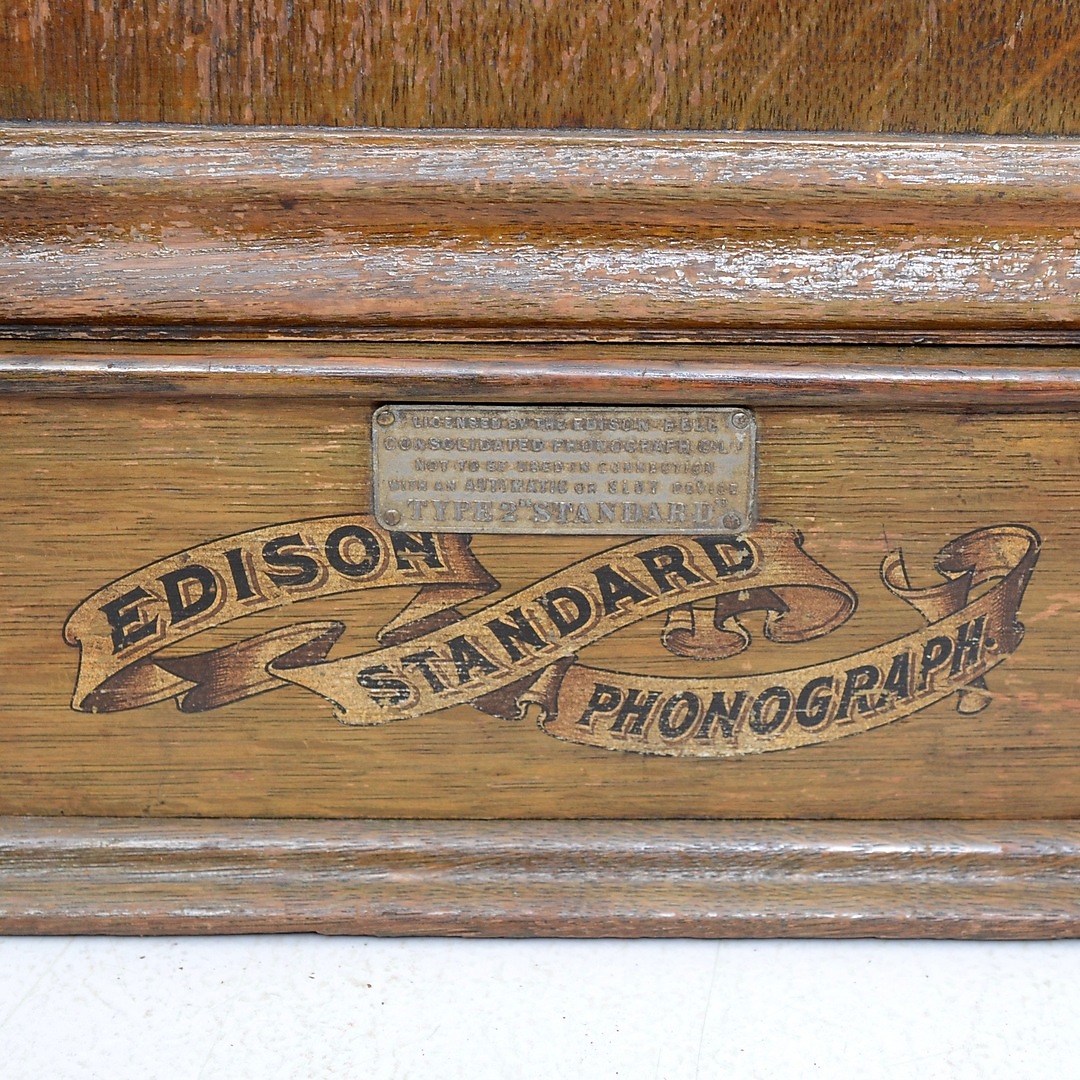 LICENSED BY THE EDISON-BELL
CONSOLIDATED PHONOGRAPH CO. LD
NOT TO BE USED IN CONNECTION
WITH AN AUTOMATIC OR SLOT DEVICE
TYPE 2 "STANDARD"
EDISON
STANDARD
PHONOGRAPH.